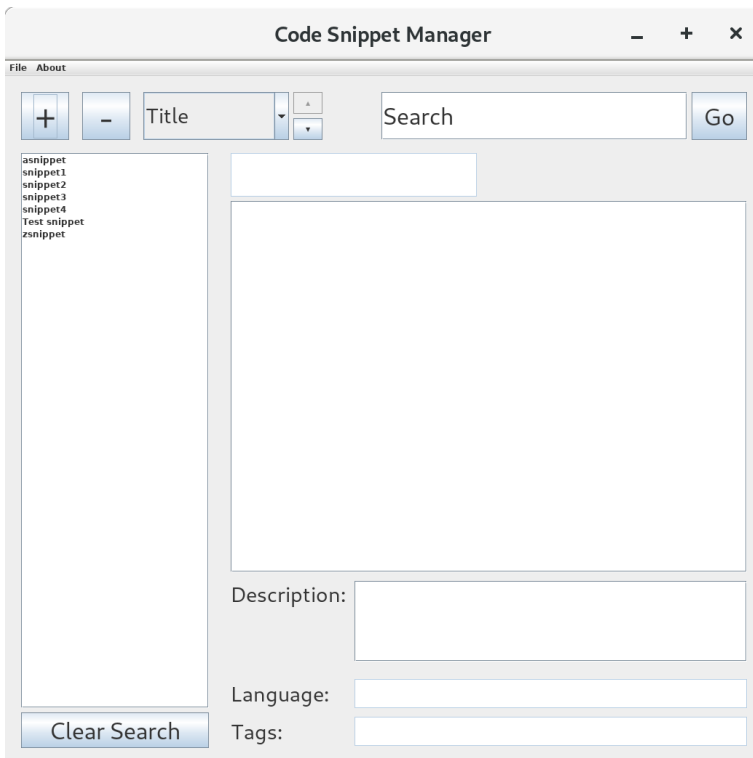 Code Snippet Manager
File About
+ - Title Search Go
asnippet
snippet1
snippet2
snippet3
snippet4
Test snippet
zsnippet
Description:
Language:
Clear Search
Tags: